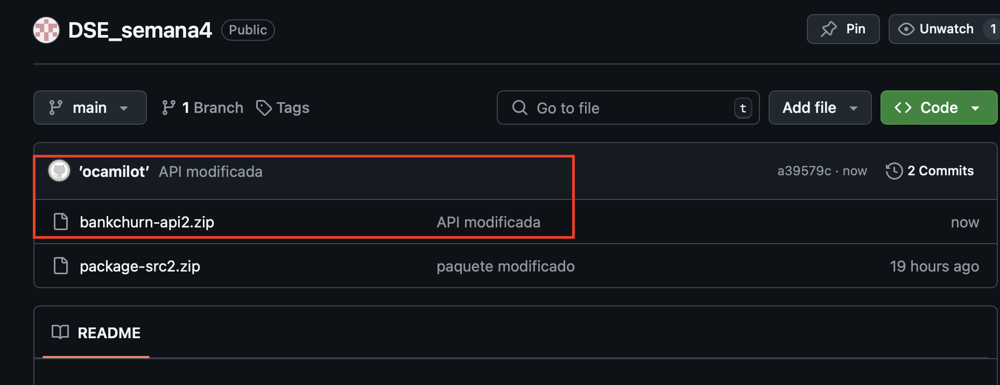 DSE_semana4 Public Pin Unwatch 1
main 1 Branch Tags Go to file t Add file <> Code
'ocamilot' API modificada a39579c · now 2 Commits
bankchurn-api2.zip API modificada now
package-src2.zip paquete modificado 19 hours ago
README